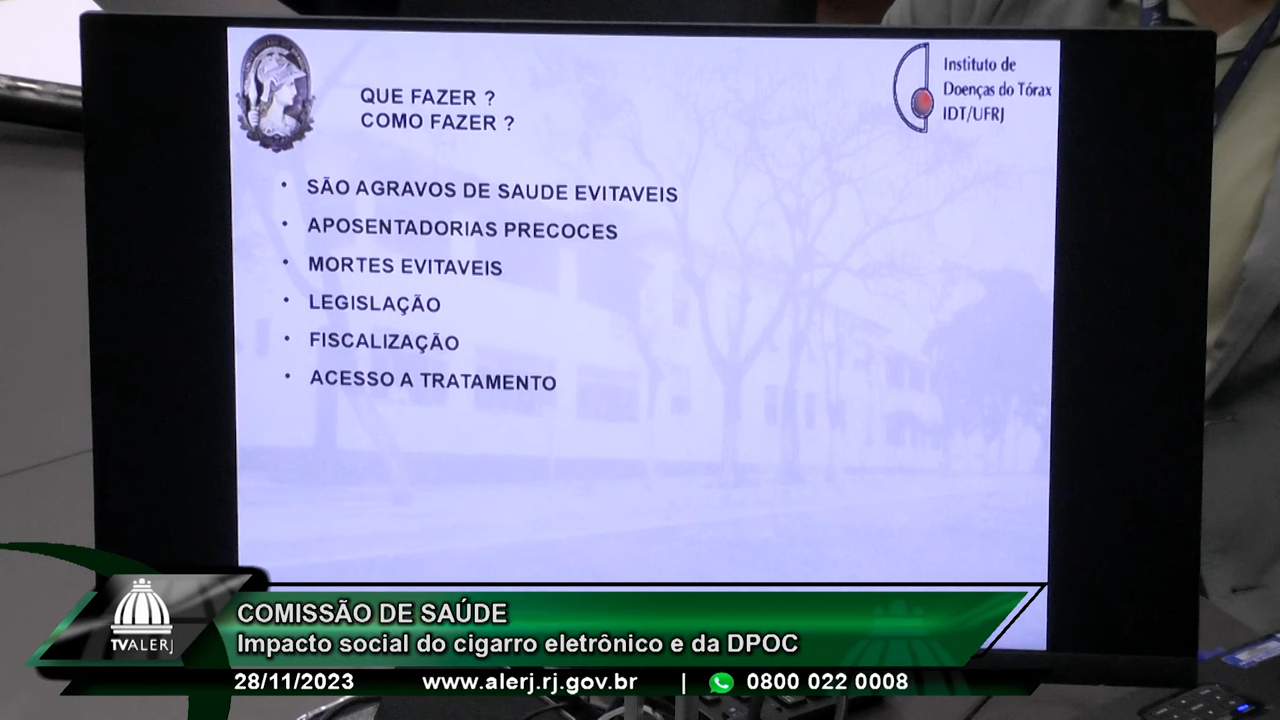 Instituto de
Doenças do Tórax
IDT/UFRJ
QUE FAZER ?
COMO FAZER ?
• SÃO AGRAVOS DE SAUDE EVITAVEIS
• APOSENTADORIAS PRECOCES
• MORTES EVITAVEIS
• LEGISLAÇÃO
• FISCALIZAÇÃO
• ACESSO A TRATAMENTO
TVALERJ
COMISSÃO DE SAÚDE
Impacto social do cigarro eletrônico e da DPOC
28/11/2023 www.alerj.rj.gov.br | 0800 022 0008